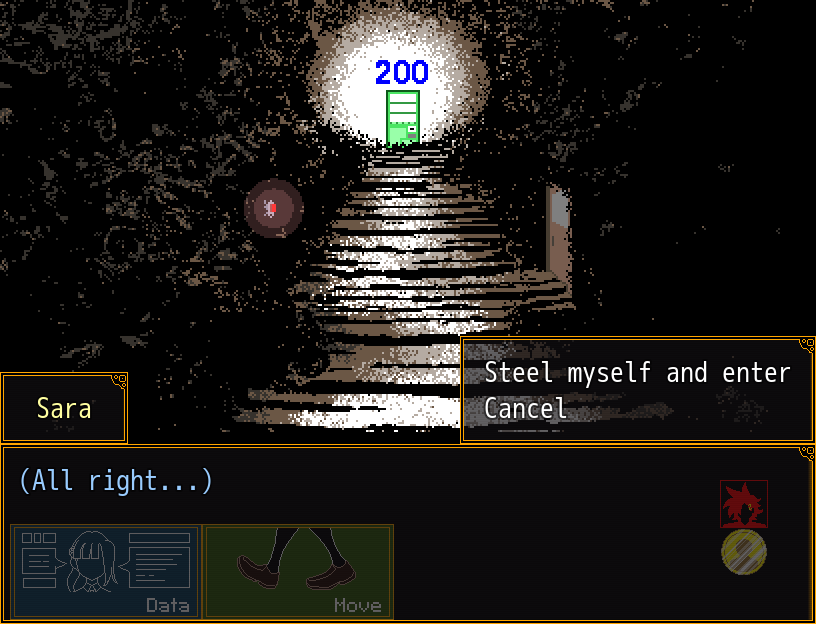 200
Steel myself and enter
Cancel
Sara
(All right...)
Data
Move